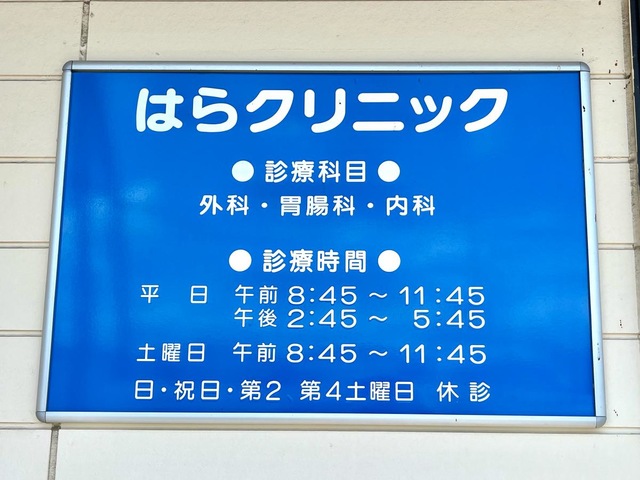 はらクリニック
● 診療科目 ●
外科・胃腸科・内科
● 診療時間 ●
平 日 午前 8:45 ～ 11:45
午後 2:45 ～ 5:45
土曜日 午前 8:45 ～ 11:45
日・祝日・第2 第4土曜日 休診